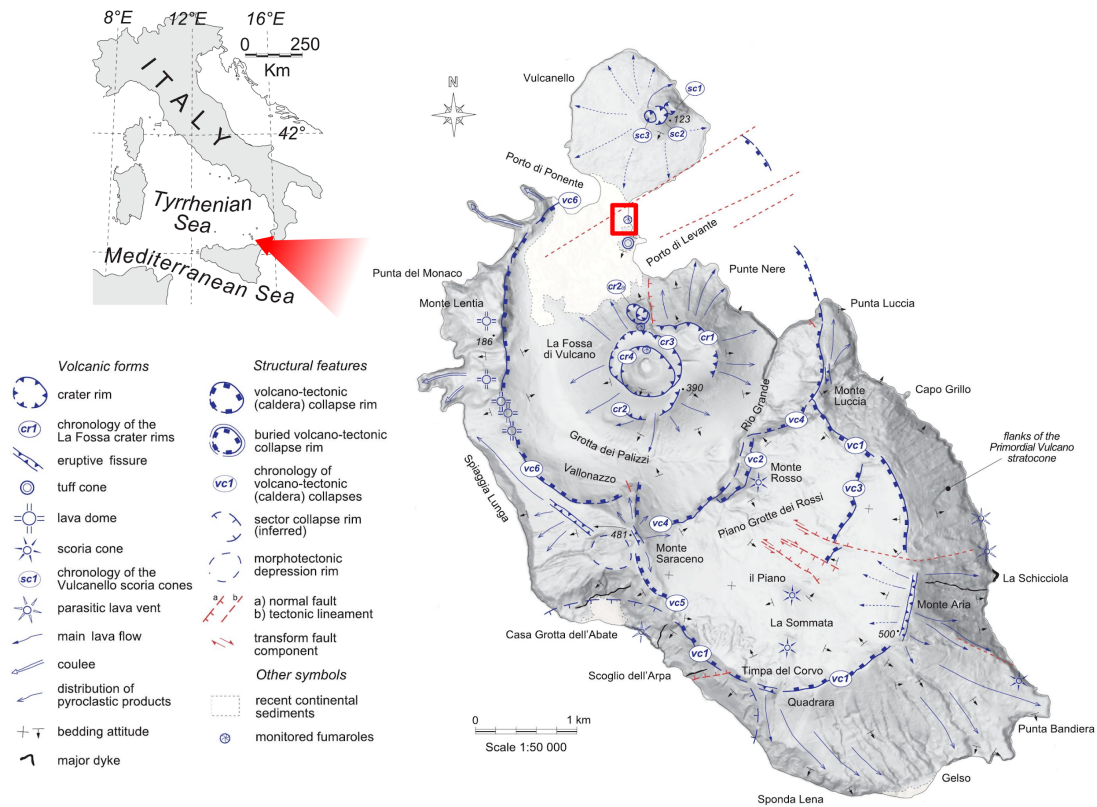 8°E
12°E
16°E
0
250
Km
ITALY
42°
Tyrrhenian
Sea
Mediterranean Sea
N
Vulcanello
sc1
123
sc3
sc2
Porto di Ponente
vc6
Porto di Levante
Punta del Monaco
Punte Nere
cr2
Monte Lentia
Punta Luccia
186
La Fossa
di Vulcano
cr3
cr1
cr4
390
Monte
Luccia
Capo Grillo
cr2
Rio Grande
vc4
vc1
flanks of the
Primordial Vulcano
stratocone
Grotta dei Palizzi
vc6
Vallonazzo
vc2
Monte
Rosso
vc3
Spiaggia Lunga
vc4
Piano Grotte dei Rossi
481
Monte
Saraceno
il Piano
La Schicciola
vc5
Monte Aria
La Sommata
500
Casa Grotta dell'Abate
vc1
Timpa del Corvo
Scoglio dell'Arpa
vc1
Quadrara
Punta Bandiera
0
1 km
Scale 1:50 000
Gelso
Sponda Lena
Volcanic forms
crater rim
cr1
chronology of the
La Fossa crater rims
eruptive fissure
tuff cone
lava dome
scoria cone
sc1
chronology of the
Vulcanello scoria cones
parasitic lava vent
main lava flow
coulee
distribution of
pyroclastic products
bedding attitude
major dyke
Structural features
volcano-tectonic
(caldera) collapse rim
buried volcano-tectonic
collapse rim
vc1
chronology of
volcano-tectonic
(caldera) collapses
sector collapse rim
(inferred)
morphotectonic
depression rim
a
b
a) normal fault
b) tectonic lineament
transform fault
component
Other symbols
recent continental
sediments
monitored fumaroles